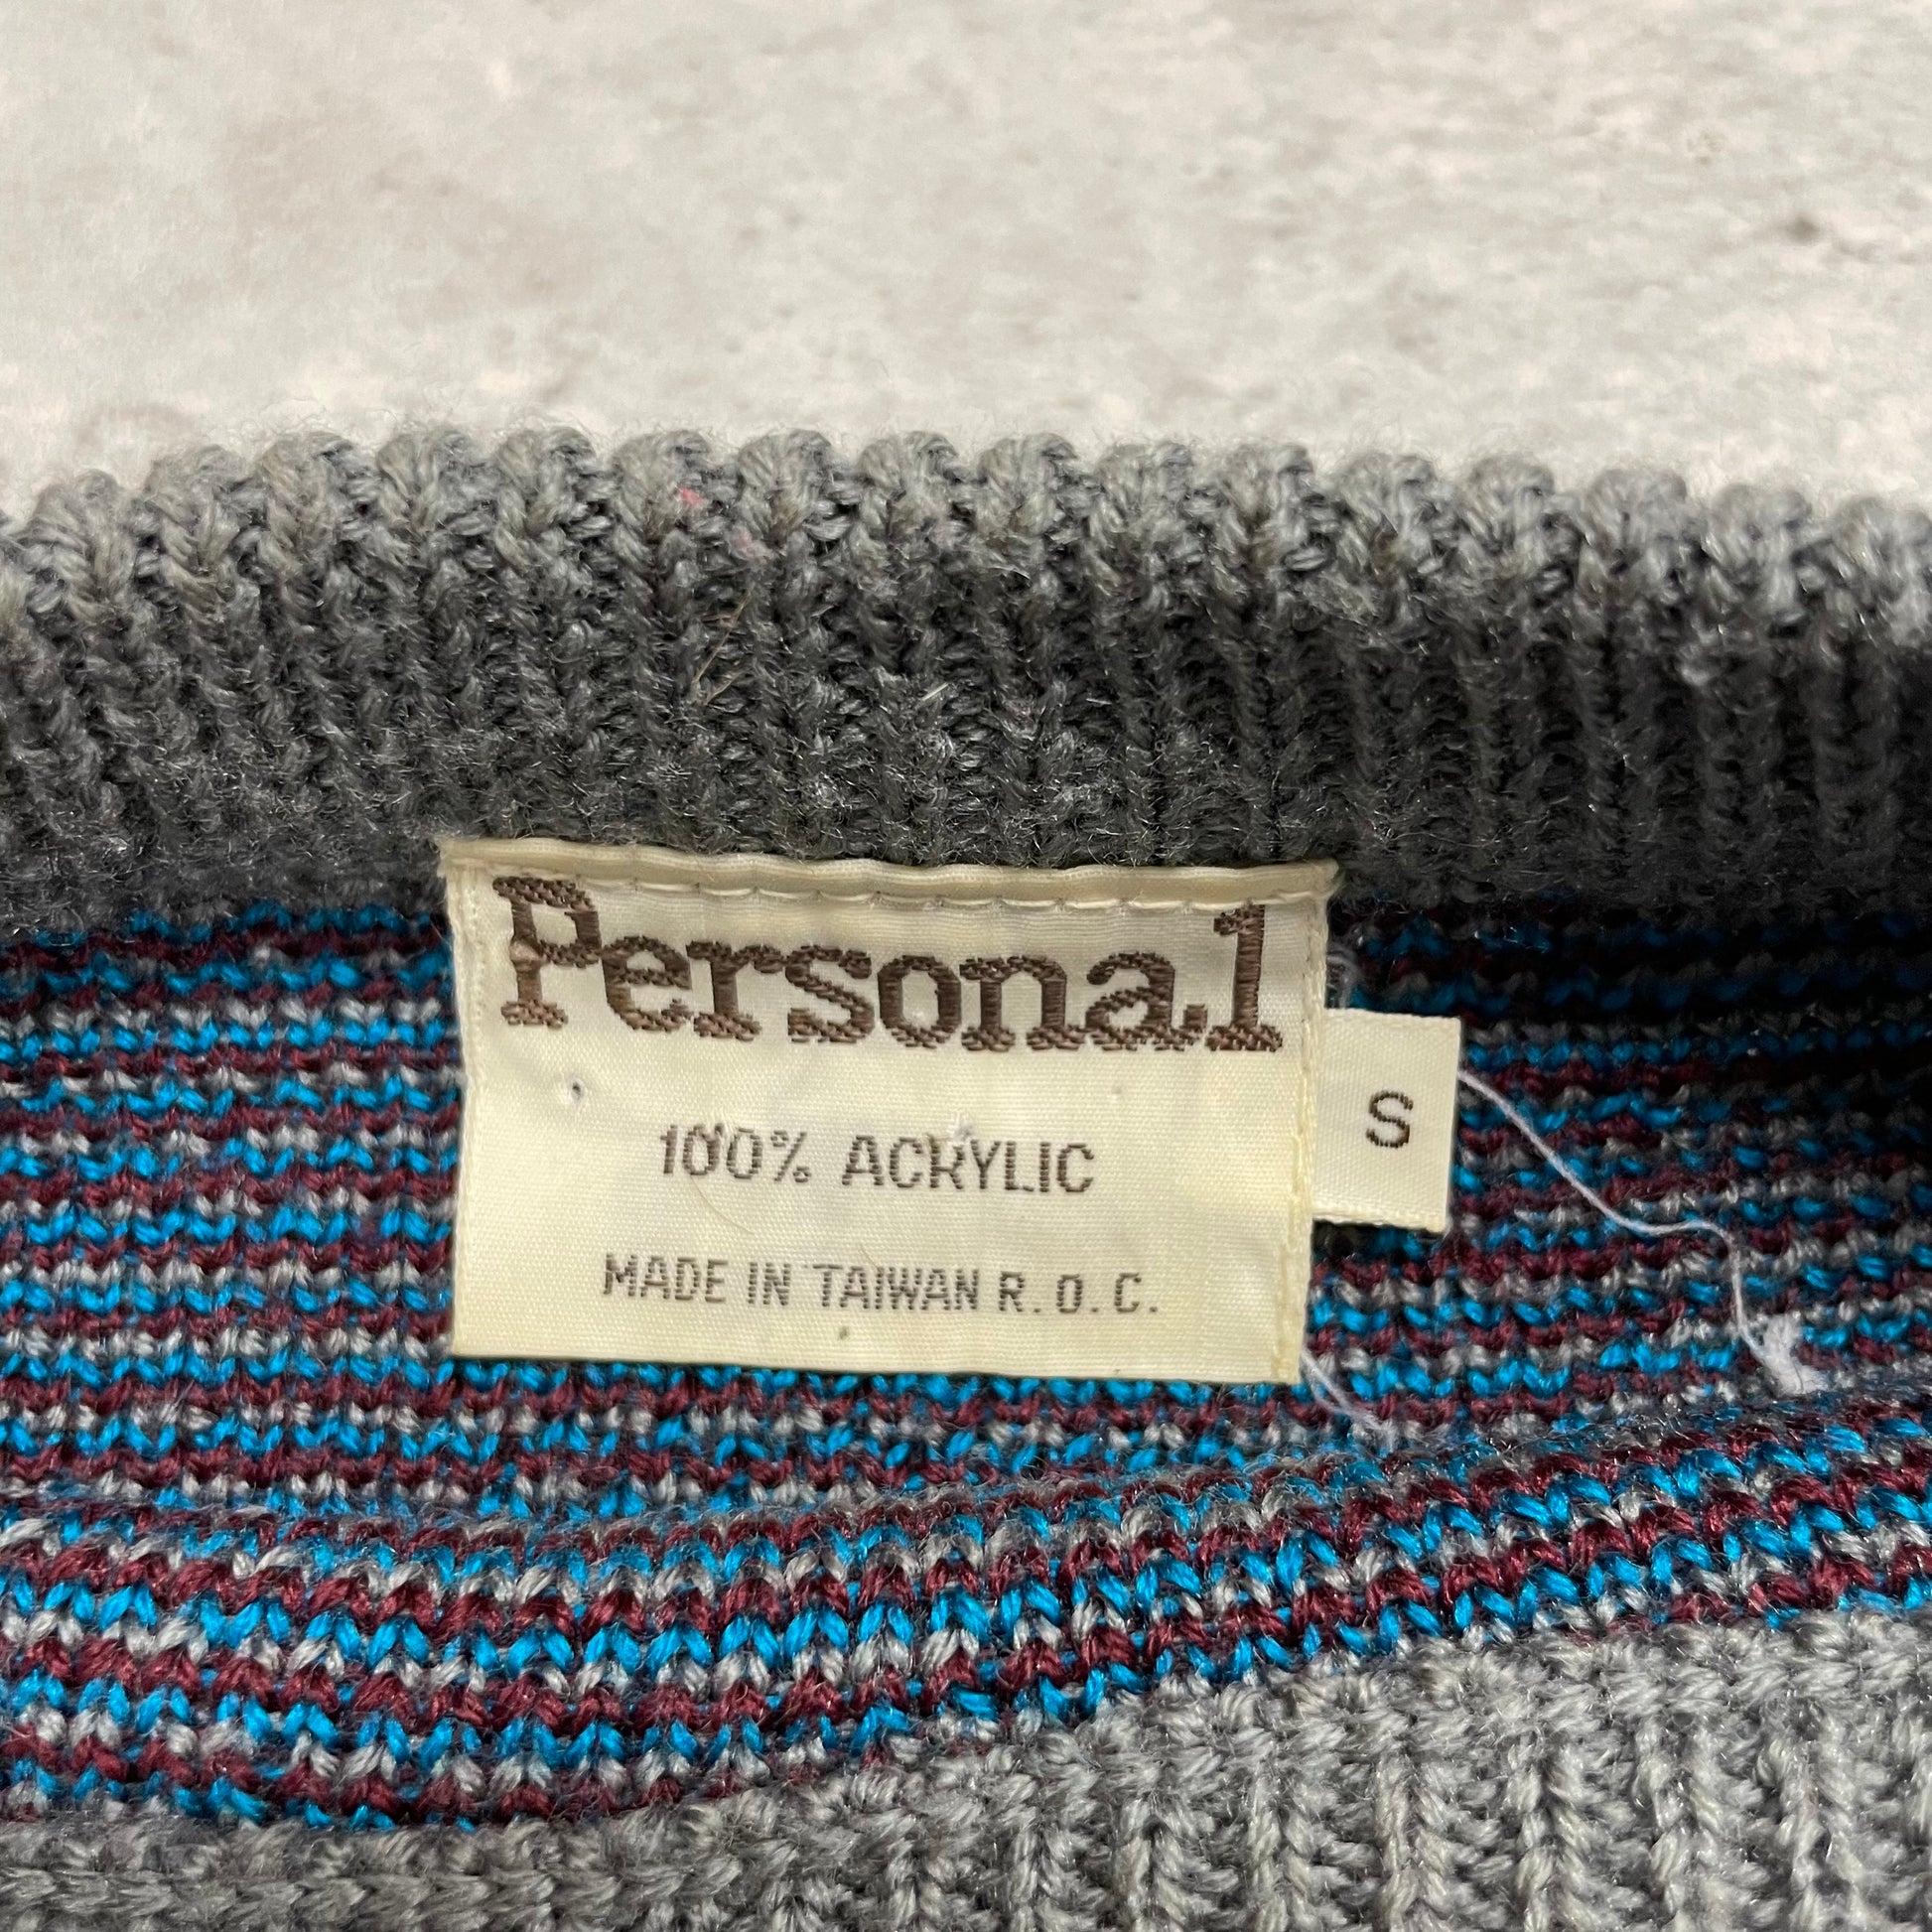 Personal
100% ACRYLIC
S
MADE IN TAIWAN R.O.C.